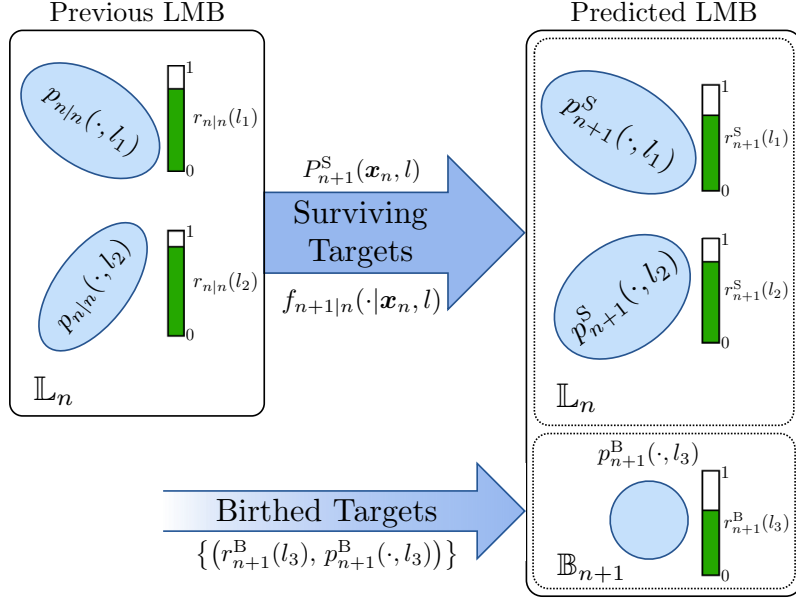 Previous LMB
Predicted LMB
1
p_{n|n}(·, l_1)
r_{n|n}(l_1)
0
1
p_{n|n}(·, l_2)
r_{n|n}(l_2)
0
𝕃_n
P^S_{n+1}(𝒙_n, l)
Surviving
Targets
f_{n+1|n}(·|𝒙_n, l)
1
p^S_{n+1}(·, l_1)
r^S_{n+1}(l_1)
0
1
p^S_{n+1}(·, l_2)
r^S_{n+1}(l_2)
0
𝕃_n
Birthed Targets
{(r^B_{n+1}(l_3), p^B_{n+1}(·, l_3))}
p^B_{n+1}(·, l_3)
1
r^B_{n+1}(l_3)
0
𝔹_{n+1}